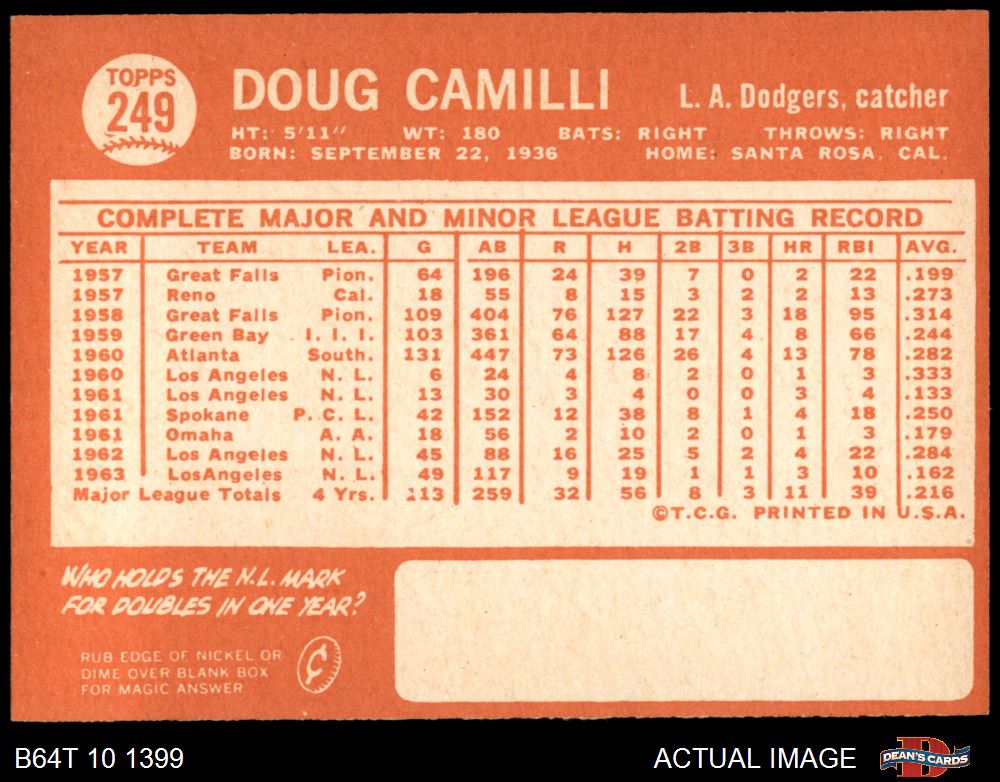 TOPPS
249
DOUG CAMILLI
L. A. Dodgers, catcher
HT: 5'11" WT: 180 BATS: RIGHT THROWS: RIGHT
BORN: SEPTEMBER 22, 1936 HOME: SANTA ROSA, CAL.
COMPLETE MAJOR AND MINOR LEAGUE BATTING RECORD
YEAR TEAM LEA. G AB R H 2B 3B HR RBI AVG.
1957 Great Falls Pion. 64 196 24 39 7 0 2 22 .199
1957 Reno Cal. 18 55 8 15 3 2 2 13 .273
1958 Great Falls Pion. 109 404 76 127 22 3 18 95 .314
1959 Green Bay I. I. I. 103 361 64 88 17 4 8 66 .244
1960 Atlanta South. 131 447 73 126 26 4 13 78 .282
1960 Los Angeles N. L. 6 24 4 8 2 0 1 3 .333
1961 Los Angeles N. L. 13 30 3 4 0 0 3 4 .133
1961 Spokane P. C. L. 42 152 12 38 8 1 4 18 .250
1961 Omaha A. A. 18 56 2 10 2 0 1 3 .179
1962 Los Angeles N. L. 45 88 16 25 5 2 4 22 .284
1963 LosAngeles N. L. 49 117 9 19 1 1 3 10 .162
Major League Totals 4 Yrs. 113 259 32 56 8 3 11 39 .216
©T.C.G. PRINTED IN U.S.A.
WHO HOLDS THE N.L. MARK
FOR DOUBLES IN ONE YEAR?
RUB EDGE OF NICKEL OR
DIME OVER BLANK BOX
FOR MAGIC ANSWER
¢
B64T 10 1399
ACTUAL IMAGE
DEAN'S CARDS